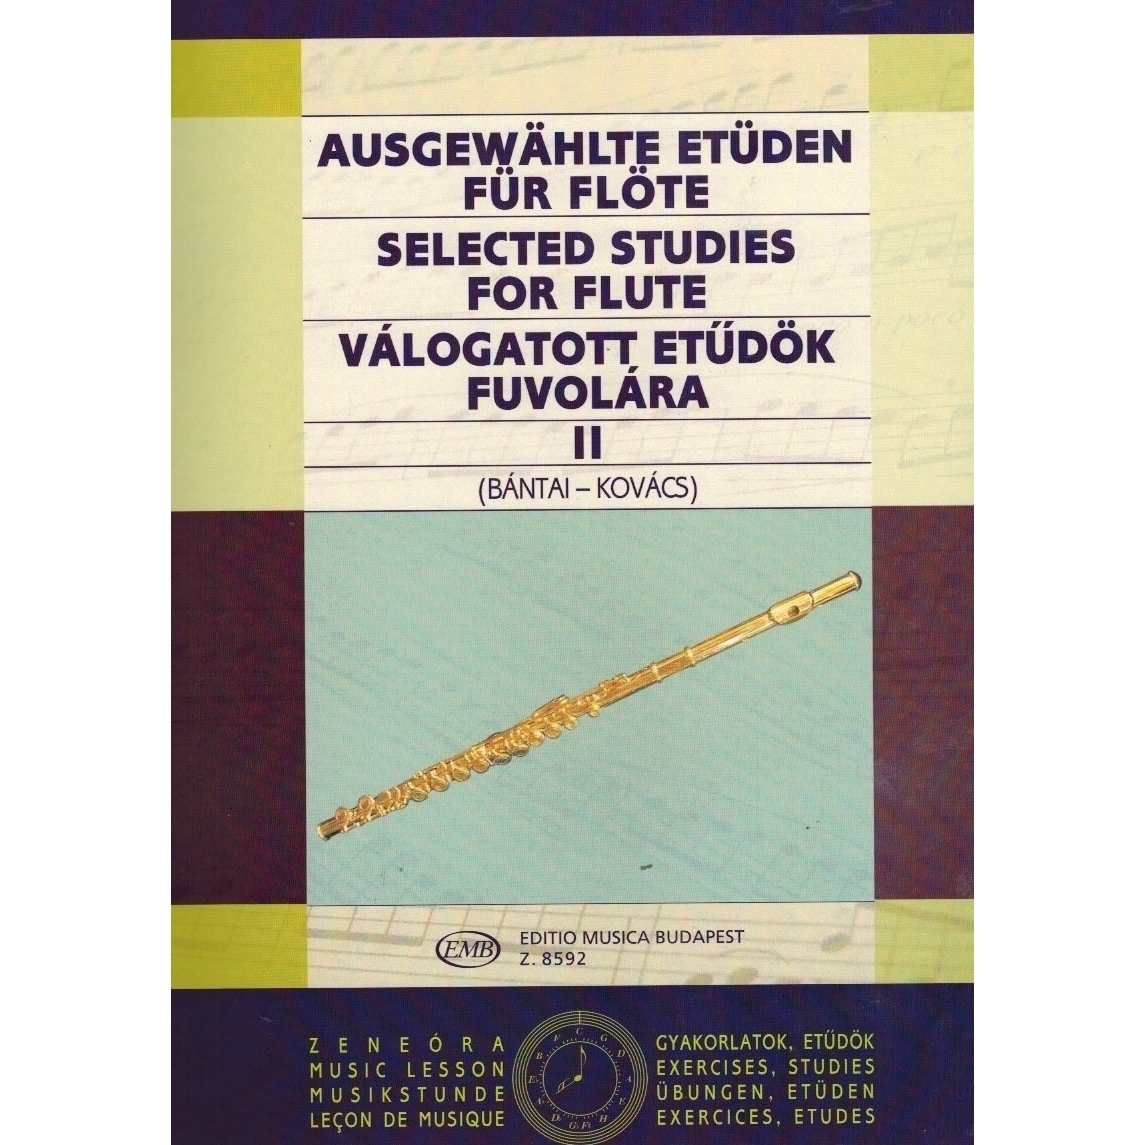 AUSGEWÄHLTE ETÜDEN
FÜR FLÖTE
SELECTED STUDIES
FOR FLUTE
VÁLOGATOTT ETŰDÖK
FUVOLÁRA
II
(BÁNTAI – KOVÁCS)
EMB
EDITIO MUSICA BUDAPEST
Z. 8592
ZENEÓRA
MUSIC LESSON
MUSIKSTUNDE
LEÇON DE MUSIQUE
GYAKORLATOK, ETŰDÖK
EXERCISES, STUDIES
ÜBUNGEN, ETÜDEN
EXERCICES, ETUDES